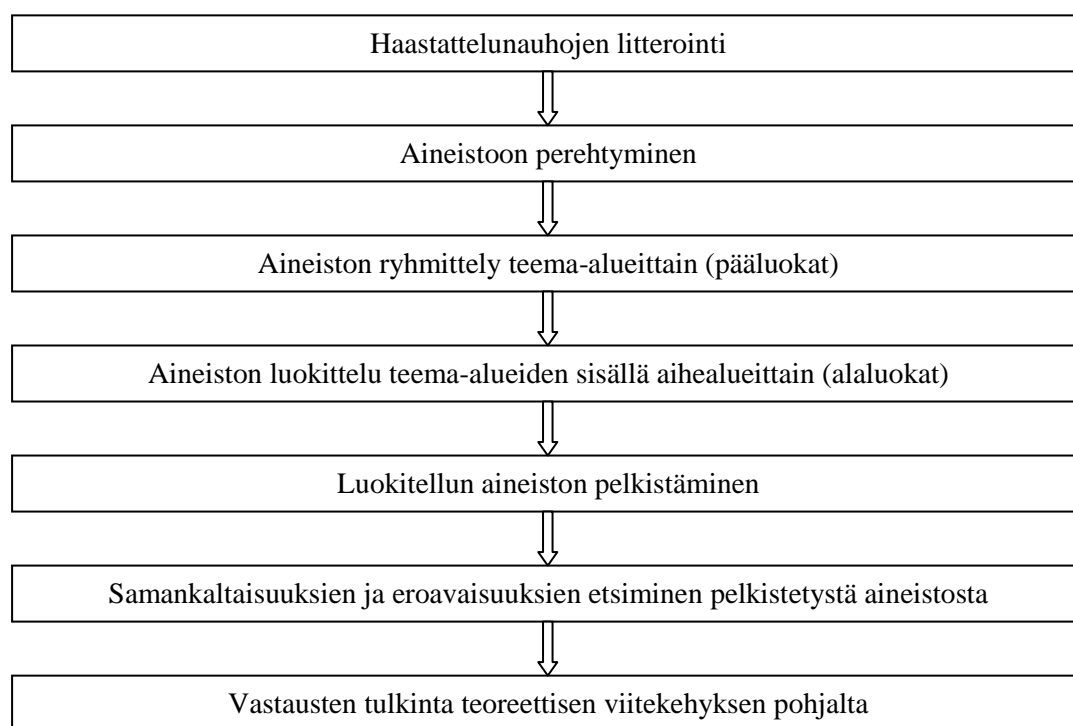 Haastattelunauhojen litterointi
Aineistoon perehtyminen
Aineiston ryhmittely teema-alueittain (pääluokat)
Aineiston luokittelu teema-alueiden sisällä aihealueittain (alaluokat)
Luokitellun aineiston pelkistäminen
Samankaltaisuuksien ja eroavaisuuksien etsiminen pelkistetystä aineistosta
Vastausten tulkinta teoreettisen viitekehyksen pohjalta